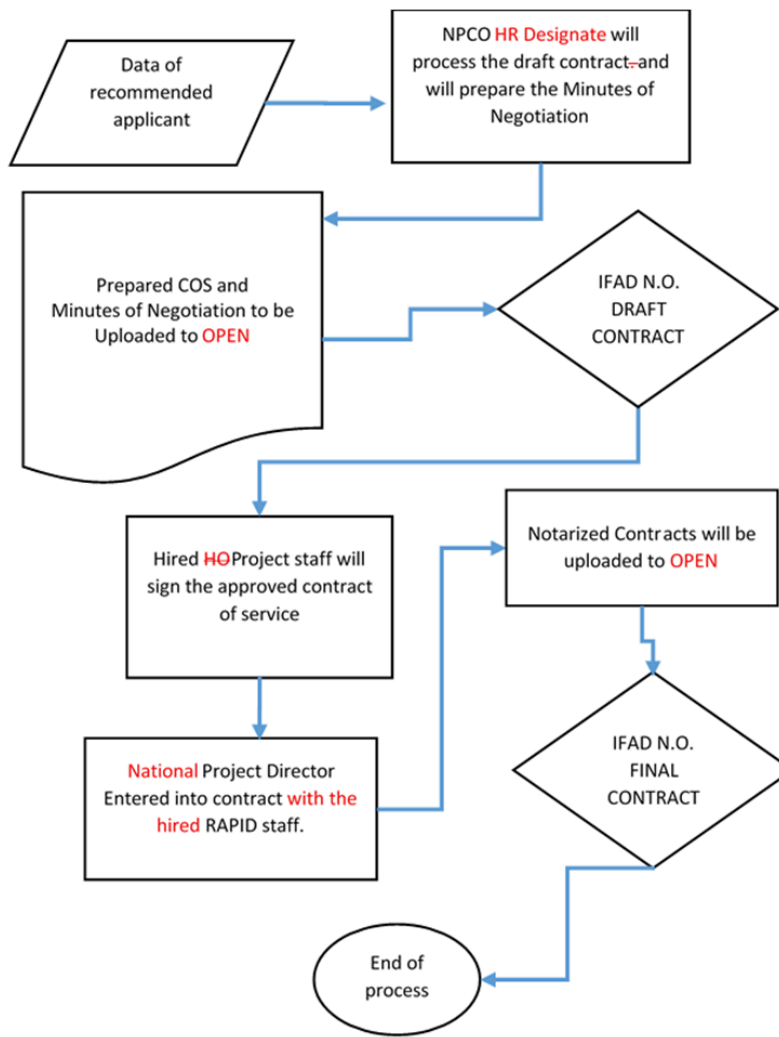 Data of
recommended
applicant
NPCO HR Designate will
process the draft contract. and
will prepare the Minutes of
Negotiation
Prepared COS and
Minutes of Negotiation to be
Uploaded to OPEN
IFAD N.O.
DRAFT
CONTRACT
Hired HO Project staff will
sign the approved contract
of service
Notarized Contracts will be
uploaded to OPEN
National Project Director
Entered into contract with the
hired RAPID staff.
IFAD N.O.
FINAL
CONTRACT
End of
process